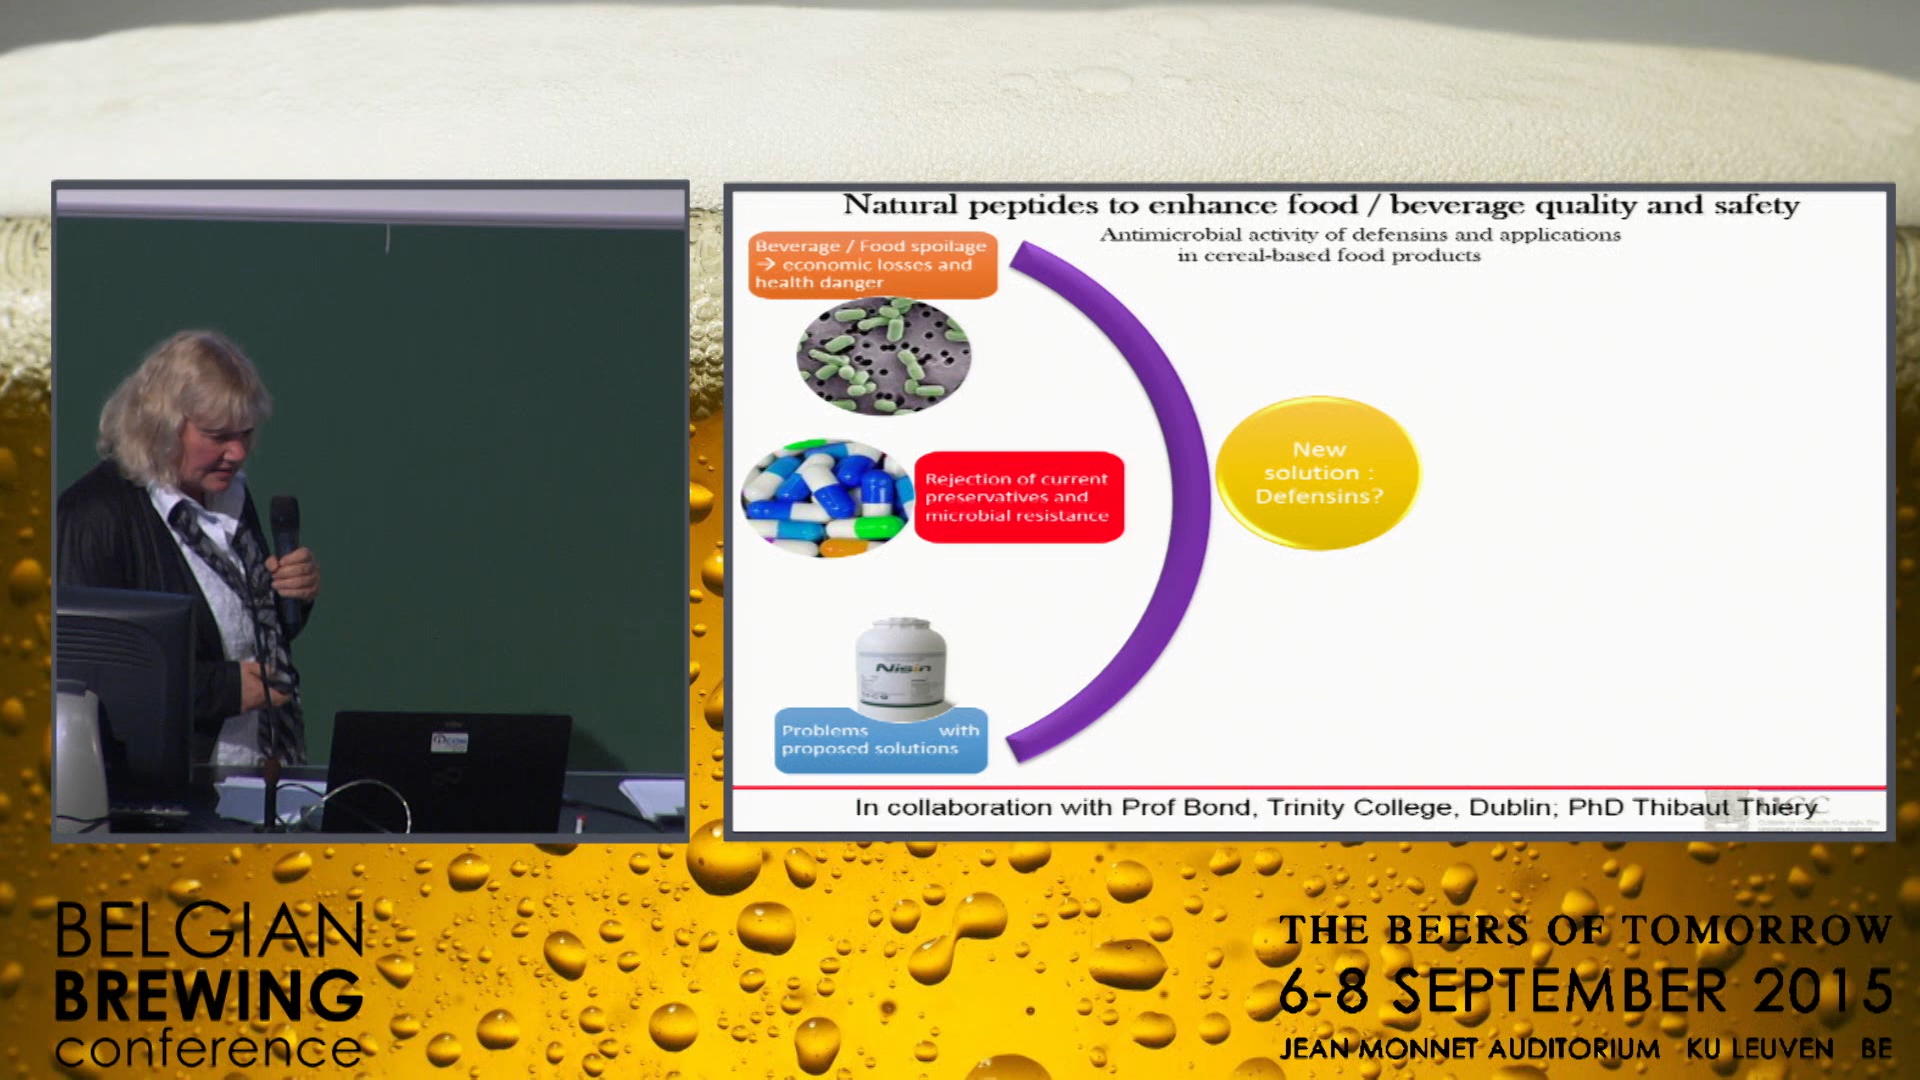 Natural peptides to enhance food / beverage quality and safety
Antimicrobial activity of defensins and applications
in cereal-based food products
Beverage / Food spoilage
→ economic losses and
health danger
Rejection of current
preservatives and
microbial resistance
New
solution :
Defensins?
Nisin
Problems with
proposed solutions
In collaboration with Prof Bond, Trinity College, Dublin; PhD Thibaut Thiery
BELGIAN
BREWING
conference
THE BEERS OF TOMORROW
6-8 SEPTEMBER 2015
JEAN MONNET AUDITORIUM KU LEUVEN BE